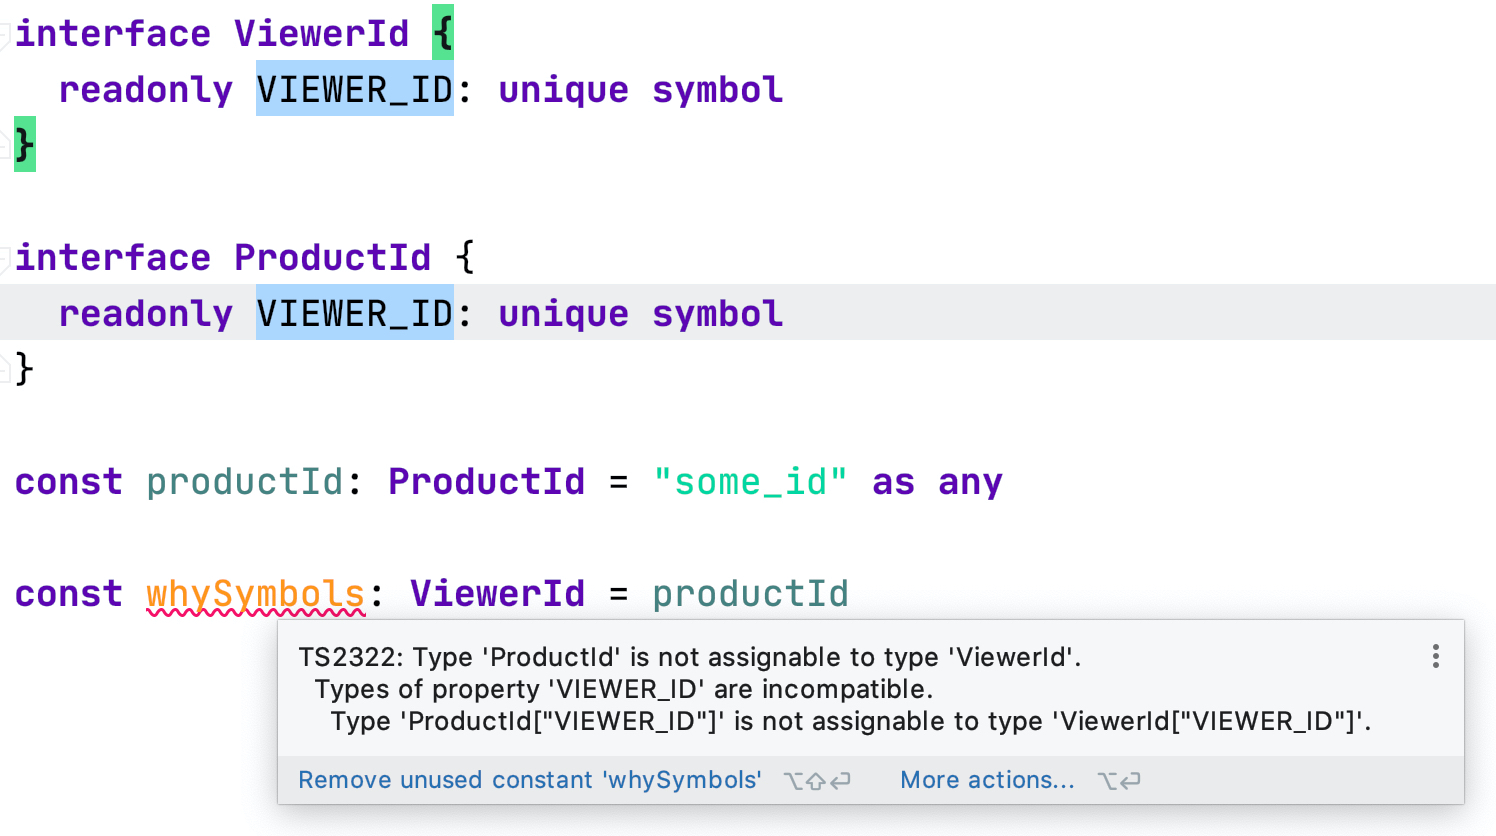 interface ViewerId {
readonly VIEWER_ID: unique symbol
}
interface ProductId {
readonly VIEWER_ID: unique symbol
}
const productId: ProductId = "some_id" as any
const whySymbols: ViewerId = productId
TS2322: Type 'ProductId' is not assignable to type 'ViewerId'.
Types of property 'VIEWER_ID' are incompatible.
Type 'ProductId["VIEWER_ID"]' is not assignable to type 'ViewerId["VIEWER_ID"]'.
Remove unused constant 'whySymbols' ⌥⇧⏎ More actions... ⌥⏎